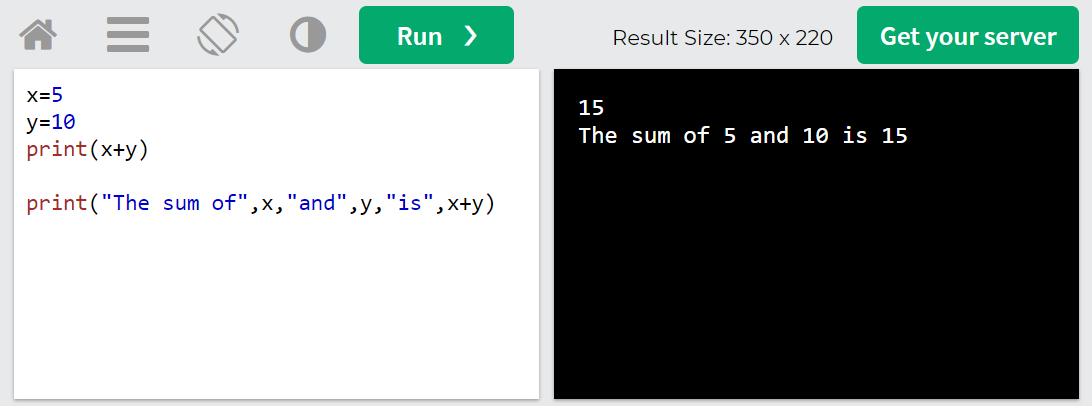 Run ❯
Result Size: 350 x 220
Get your server
x=5
y=10
print(x+y)
print("The sum of",x,"and",y,"is",x+y)
15
The sum of 5 and 10 is 15